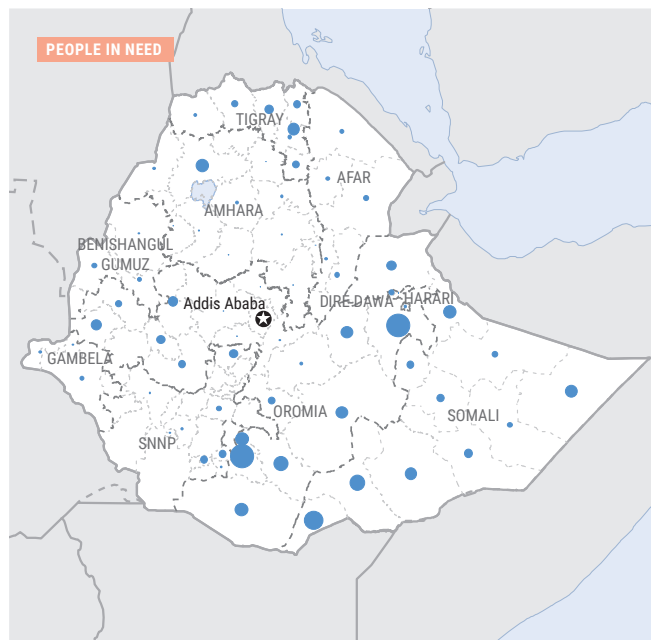 PEOPLE IN NEED
TIGRAY
AFAR
AMHARA
BENISHANGUL
GUMUZ
Addis Ababa
DIRE DAWA
HARARI
GAMBELA
OROMIA
SOMALI
SNNP